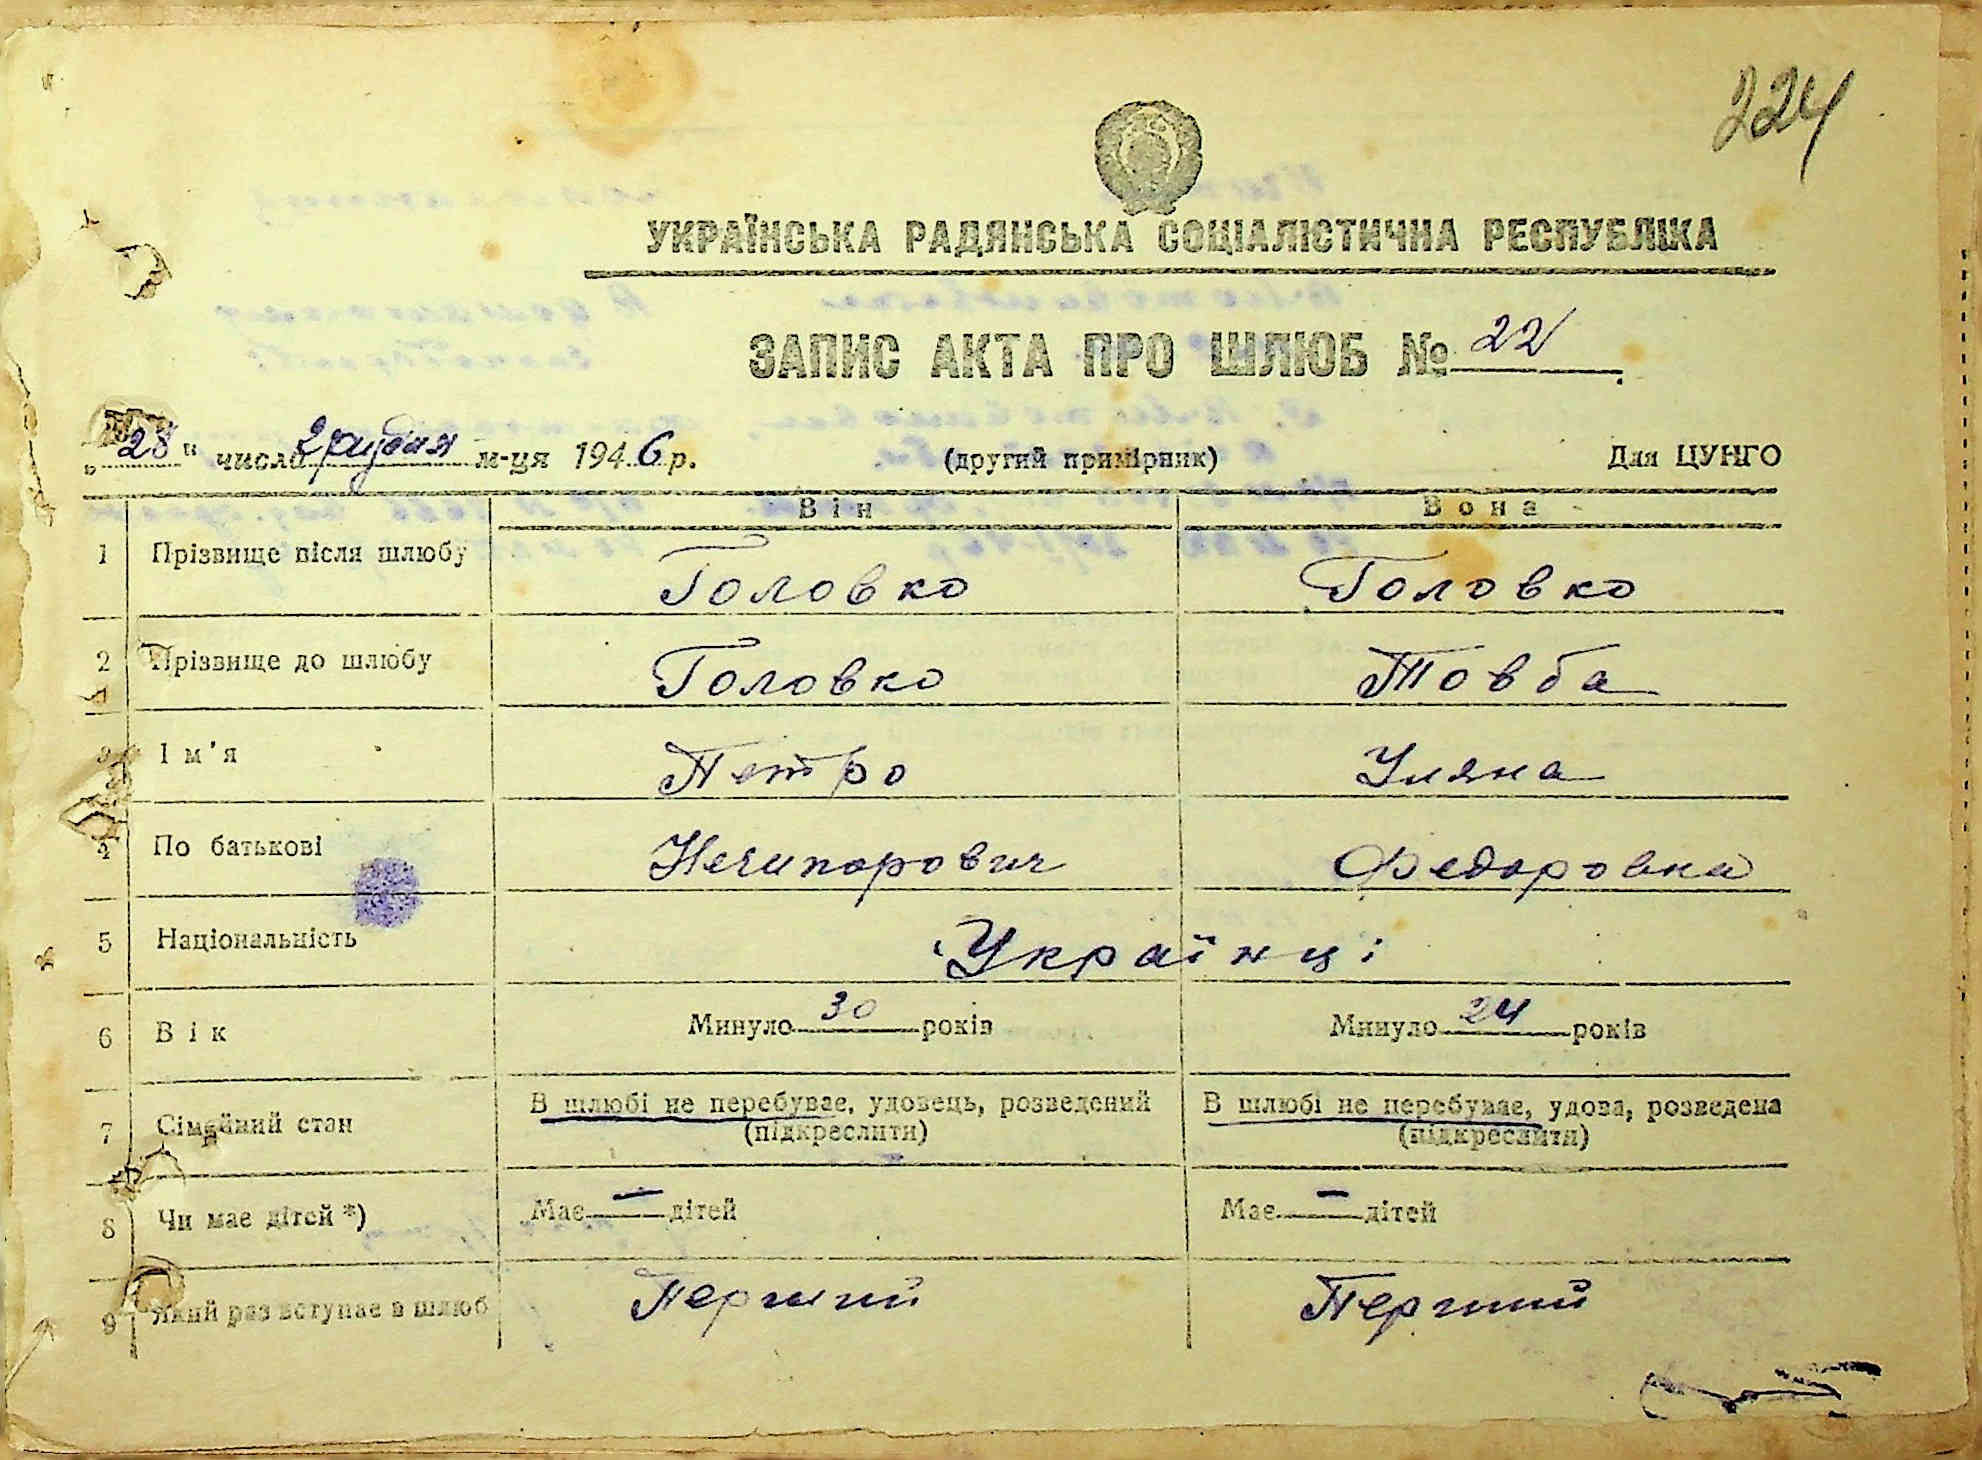 224
УКРАЇНСЬКА РАДЯНСЬКА СОЦІАЛІСТИЧНА РЕСПУБЛІКА
ЗАПИС АКТА ПРО ШЛЮБ № 22
„28" числа грудня м-ця 1946 р. (другий примірник) Для ЦУНГО
Він Вона
1 Прізвище після шлюбу Головко Головко
2 Прізвище до шлюбу Головко Товба
3 Ім'я Петро Уляна
4 По батькові Нечипорович Федоровна
5 Національність Українці
6 Вік Минуло 30 років Минуло 24 років
7 Сімейний стан В шлюбі не перебуває, удовець, розведений В шлюбі не перебуває, удова, розведена
(підкреслити) (підкреслити)
8 Чи має дітей *) Має — дітей Має — дітей
9 Який раз вступає в шлюб Перший Перший